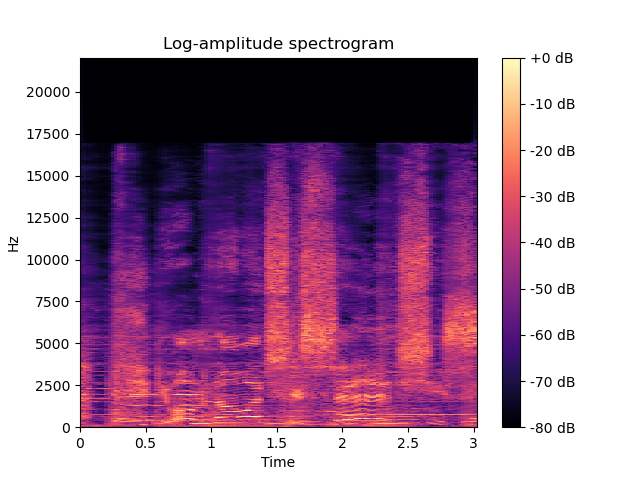 Log-amplitude spectrogram
Hz
20000
17500
15000
12500
10000
7500
5000
2500
0
0 0.5 1 1.5 2 2.5 3
Time
+0 dB
-10 dB
-20 dB
-30 dB
-40 dB
-50 dB
-60 dB
-70 dB
-80 dB